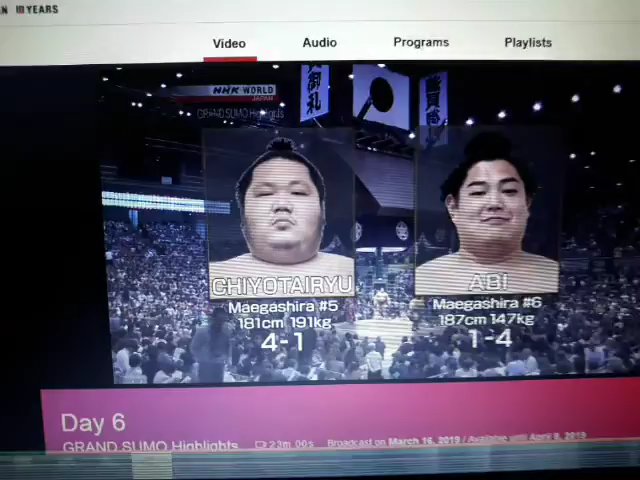 YEARS
Video Audio Programs Playlists
NHK WORLD
JAPAN
GRAND SUMO Highlights
御札
CHIYOTAIRYU
Maegashira #5
181cm 191kg
4-1
ABI
Maegashira #6
187cm 147kg
1-4
Day 6
GRAND SUMO Highlights 23m 00s Broadcast on March 16, 2019 / Available until April 8, 2019